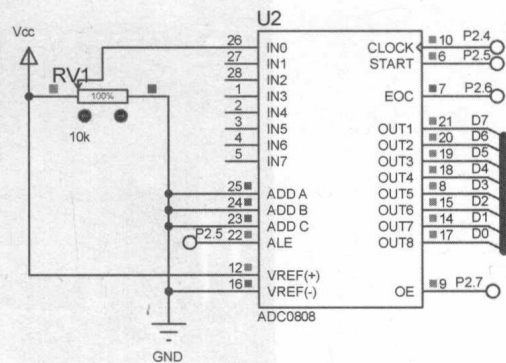 U2
Vcc
RV1
100%
10k
26 IN0 CLOCK 10 P2.4
27 IN1 START 6 P2.5
28 IN2
1 IN3 EOC 7 P2.6
2 IN4
3 IN5 OUT1 21 D7
4 IN6 OUT2 20 D6
5 IN7 OUT3 19 D5
OUT4 18 D4
25 ADD A OUT5 8 D3
24 ADD B OUT6 15 D2
23 ADD C OUT7 14 D1
P2.5 22 ALE OUT8 17 D0
12 VREF(+)
16 VREF(-) OE 9 P2.7
ADC0808
GND